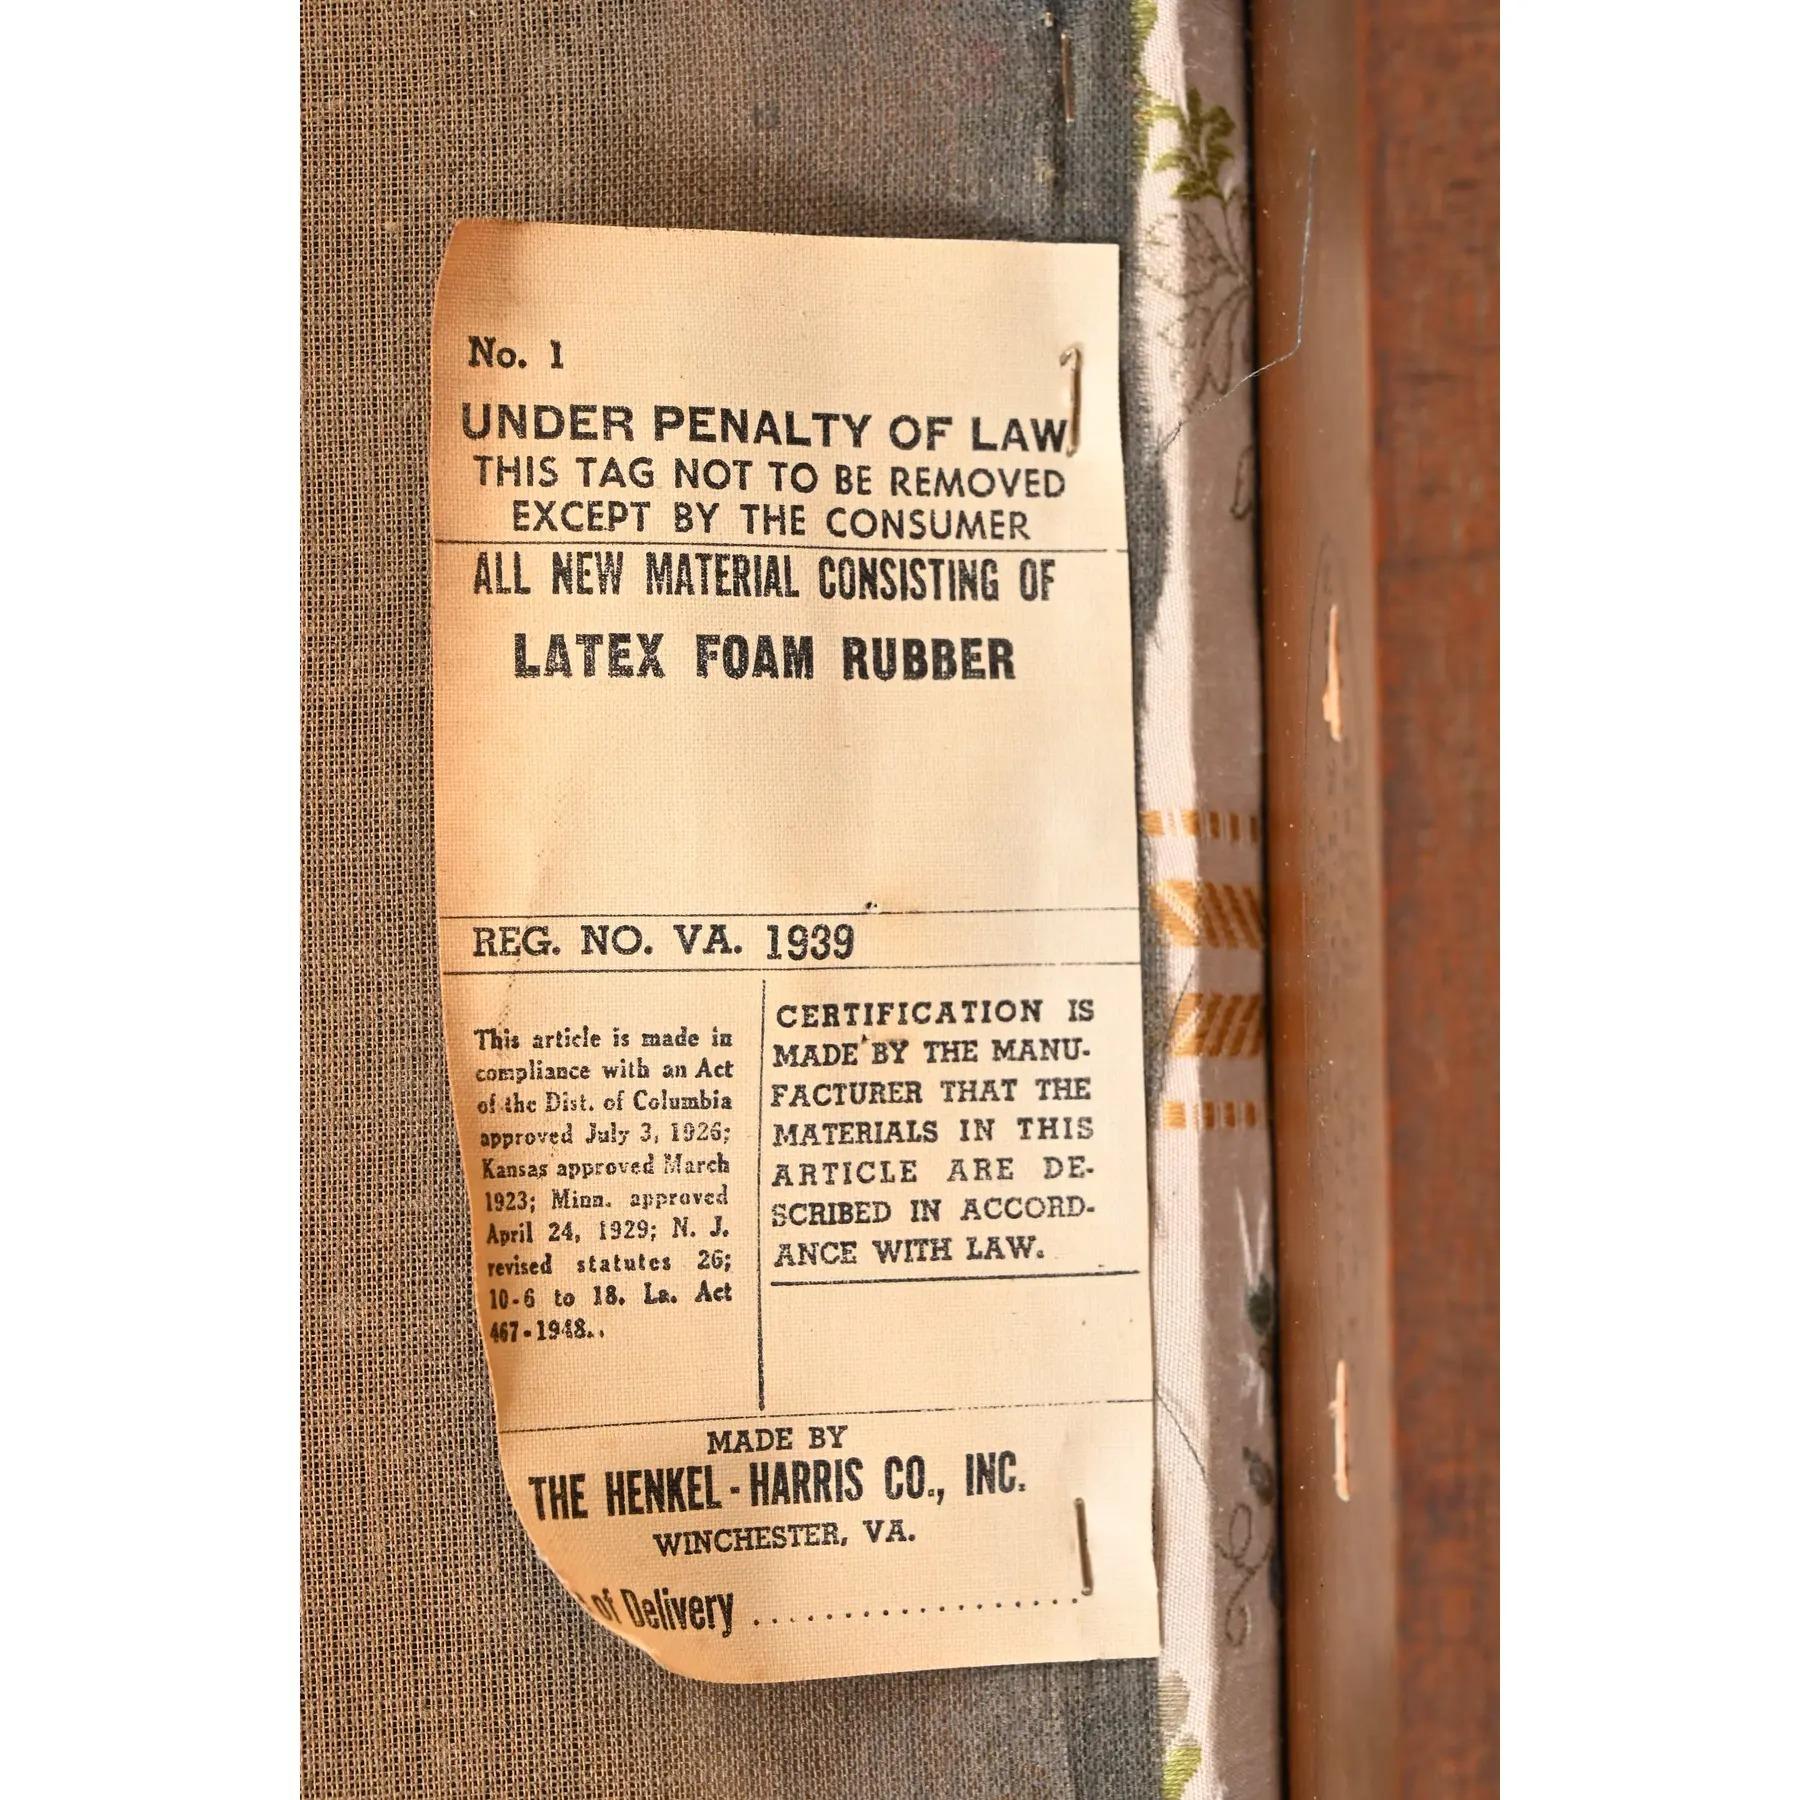 No. 1
UNDER PENALTY OF LAW
THIS TAG NOT TO BE REMOVED
EXCEPT BY THE CONSUMER
ALL NEW MATERIAL CONSISTING OF
LATEX FOAM RUBBER
REG. NO. VA. 1939
This article is made in
compliance with an Act
of the Dist. of Columbia
approved July 3, 1926;
Kansas approved March
1923; Minn. approved
April 24, 1929; N. J.
revised statutes 26;
10-6 to 18. La. Act
467-1948..
CERTIFICATION IS
MADE BY THE MANU-
FACTURER THAT THE
MATERIALS IN THIS
ARTICLE ARE DE-
SCRIBED IN ACCORD-
ANCE WITH LAW.
MADE BY
THE HENKEL-HARRIS CO., INC.
WINCHESTER, VA.
of Delivery ....................